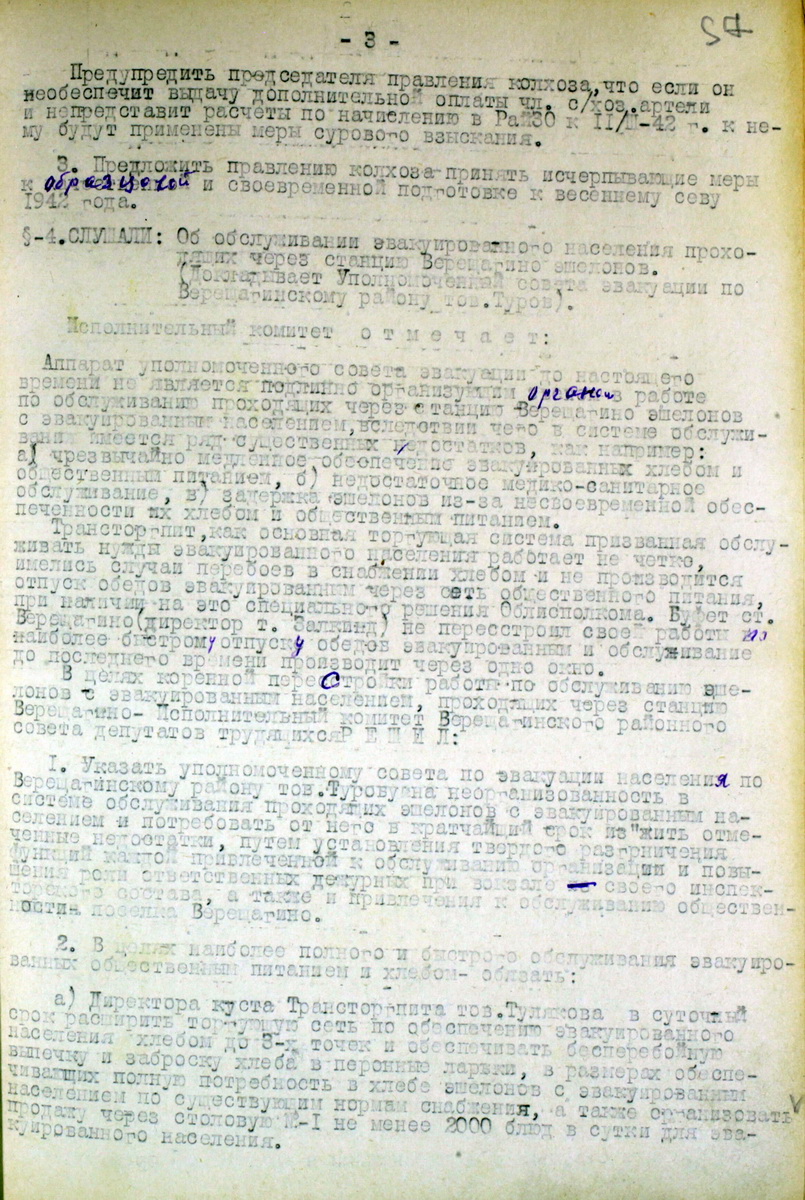 - 3 -
Предупредить председателя правления колхоза,что если он
необеспечит выдачу дополнительной оплаты чл. с/хоз.артели
и непредставит расчеты по начислению в РайЗО к II/Ш-42 г. к не-
му будут применены меры сурового взыскания.
3. Предложить правлению колхоза принять исчерпывающие меры
к образцовой и своевременной подготовке к весеннему севу
1942 года.
§-4.СЛУШАЛИ: Об обслуживании эвакуированного населения прохо-
дящих через станцию Верещагино эшелонов.
(Докладывает Уполномоченный совета эвакуации по
Верещагинскому району тов.Туров).
Исполнительный комитет о т м е ч а е т:
Аппарат уполномоченного совета эвакуации до настоящего
времени не является подлинно организующим органом в работе
по обслуживанию проходящих через станцию Верещагино эшелонов
с эвакуированным населением,вследствии чего в системе обслужи-
вания имеется ряд существенных недостатков, как например:
а) чрезвычайно медленное обеспечение эвакуированных хлебом и
общественным питанием, б) недостаточное медико-санитарное
обслуживание, в) задержка эшелонов из-за несвоевременной обес-
печенности их хлебом и общественным питанием.
Трансторгпит,как основная торгующая система призванная обслу-
живать нужды эвакуированного населения работает не четко,
имелись случаи перебоев в снабжении хлебом и не производится
отпуск обедов эвакуированным через сеть общественного питания,
при наличии на это специального решения Облисполкома. Буфет ст.
Верещагино(директор т. Залкинд) не пересстроил своей работы по
наиболее быстрому отпуску обедов эвакуированным и обслуживание
до последнего времени производит через одно окно.
В целях коренной перестройки работы по обслуживанию эше-
лонов с эвакуированным населением, проходящих через станцию
Верещагино- Исполнительный комитет Верещагинского районного
совета депутатов трудящихсяР Е Ш И Л:
I. Указать уполномоченному совета по эвакуации населения по
Верещагинскому району тов.Туровуна неорганизованность в
системе обслуживания проходящих эшелонов с эвакуированным на-
селением и потребовать от него в кратчайший срок из"жить отме-
ченные недостатки, путем установления твердого разгрничения
функций каждой привлеченной к обслуживанию организации и повы-
шения роли ответственных дежурных при вокзале своего инспек-
торского состава, а также и привлечения к обслуживанию обществен-
ности- поселка Верещагино.
2. В целях наиболее полного и быстрого обслуживания эвакуиро-
ванных общественным питанием и хлебом- обязать:
а) Директора куста Трансторгпита тов.Тулякова в суточный
срок расширить торгующую сеть по обеспечению эвакуированного
населения хлебом до 3-х точек и обеспечивать бесперебойную
выпечку и заброску хлеба в перонные ларьки, в размерах обеспе-
чивающих полную потребность в хлебе эшелонов с эвакуированным
населением по существующим нормам снабжения, а также организовать
продажу через столовую №-I не менее 2000 блюд в сутки для эва-
куированного населения.